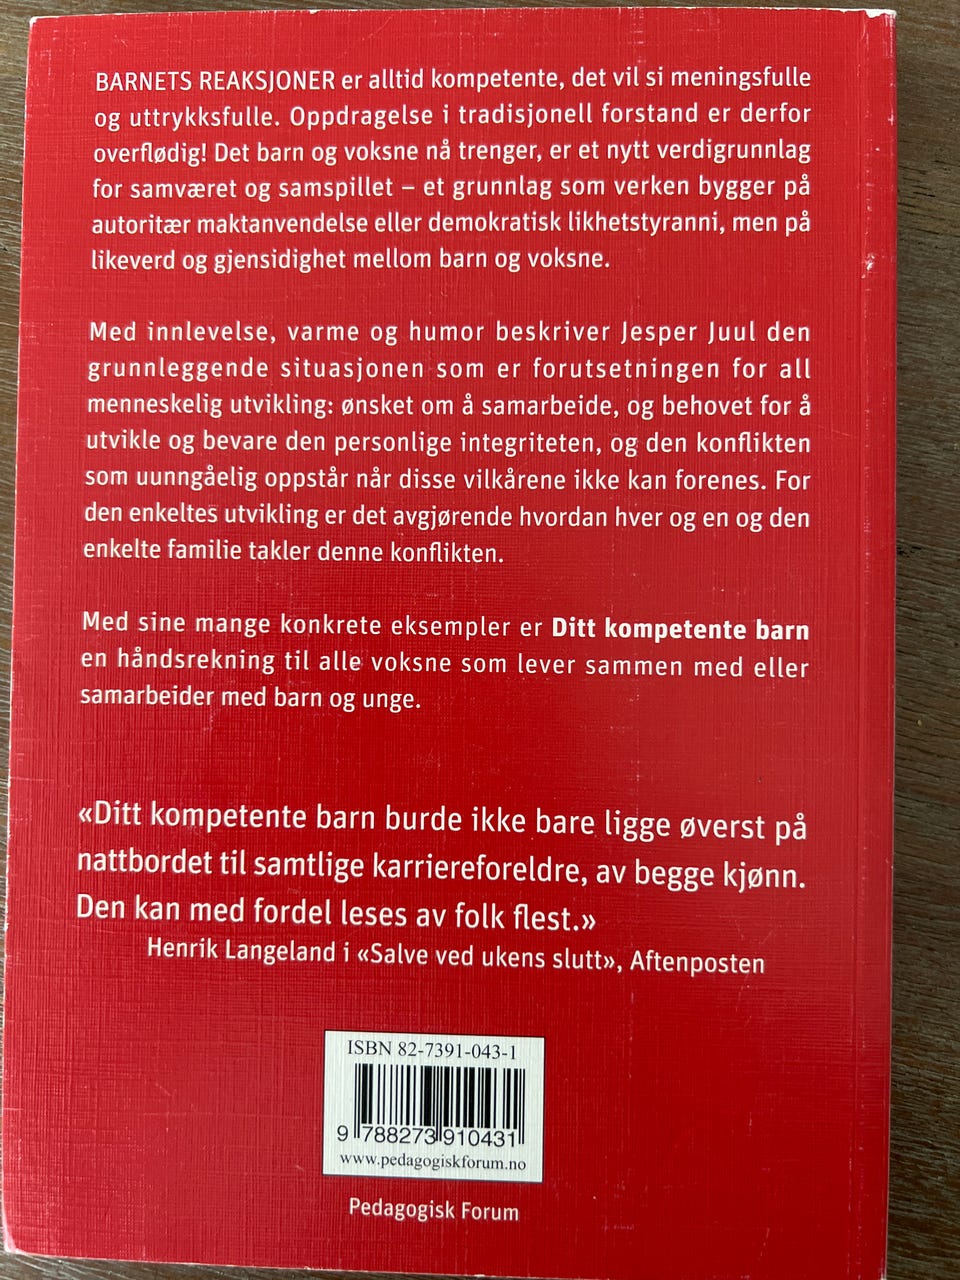 BARNETS REAKSJONER er alltid kompetente, det vil si meningsfulle
og uttrykksfulle. Oppdragelse i tradisjonell forstand er derfor
overflødig! Det barn og voksne nå trenger, er et nytt verdigrunnlag
for samværet og samspillet – et grunnlag som verken bygger på
autoritær maktanvendelse eller demokratisk likhetstyranni, men på
likeverd og gjensidighet mellom barn og voksne.
Med innlevelse, varme og humor beskriver Jesper Juul den
grunnleggende situasjonen som er forutsetningen for all
menneskelig utvikling: ønsket om å samarbeide, og behovet for å
utvikle og bevare den personlige integriteten, og den konflikten
som uunngåelig oppstår når disse vilkårene ikke kan forenes. For
den enkeltes utvikling er det avgjørende hvordan hver og en og den
enkelte familie takler denne konflikten.
Med sine mange konkrete eksempler er Ditt kompetente barn
en håndsrekning til alle voksne som lever sammen med eller
samarbeider med barn og unge.
«Ditt kompetente barn burde ikke bare ligge øverst på
nattbordet til samtlige karriereforeldre, av begge kjønn.
Den kan med fordel leses av folk flest.»
Henrik Langeland i «Salve ved ukens slutt», Aftenposten
ISBN 82-7391-043-1
9 788273 910431
www.pedagogiskforum.no
Pedagogisk Forum